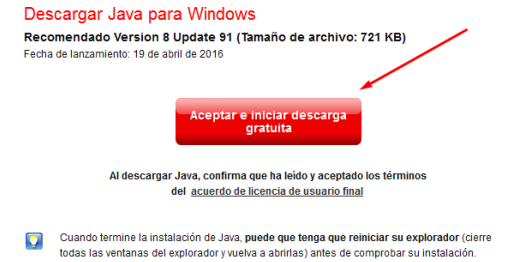 Descargar Java para Windows
Recomendado Version 8 Update 91 (Tamaño de archivo: 721 KB)
Fecha de lanzamiento: 19 de abril de 2016
Aceptar e iniciar descarga
gratuita
Al descargar Java, confirma que ha leido y aceptado los términos
del acuerdo de licencia de usuario final
Cuando termine la instalación de Java, puede que tenga que reiniciar su explorador (cierre
todas las ventanas del explorador y vuelva a abrirlas) antes de comprobar su instalación.